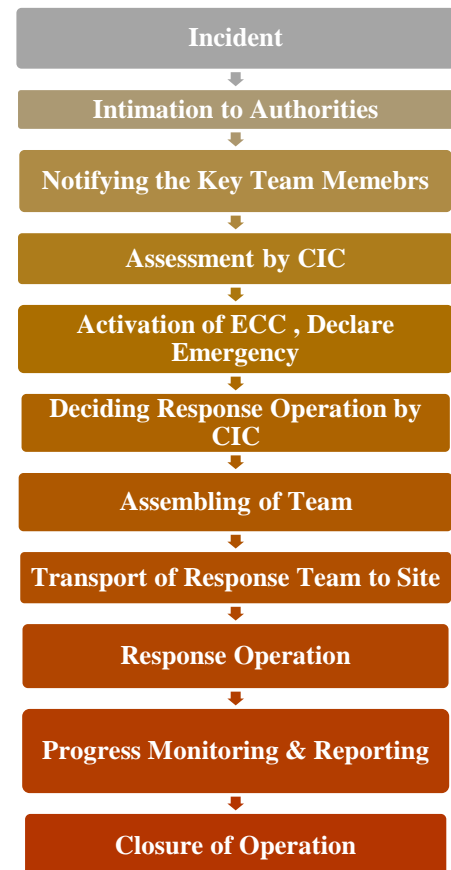 Incident
Intimation to Authorities
Notifying the Key Team Memebrs
Assessment by CIC
Activation of ECC , Declare
Emergency
Deciding Response Operation by
CIC
Assembling of Team
Transport of Response Team to Site
Response Operation
Progress Monitoring & Reporting
Closure of Operation